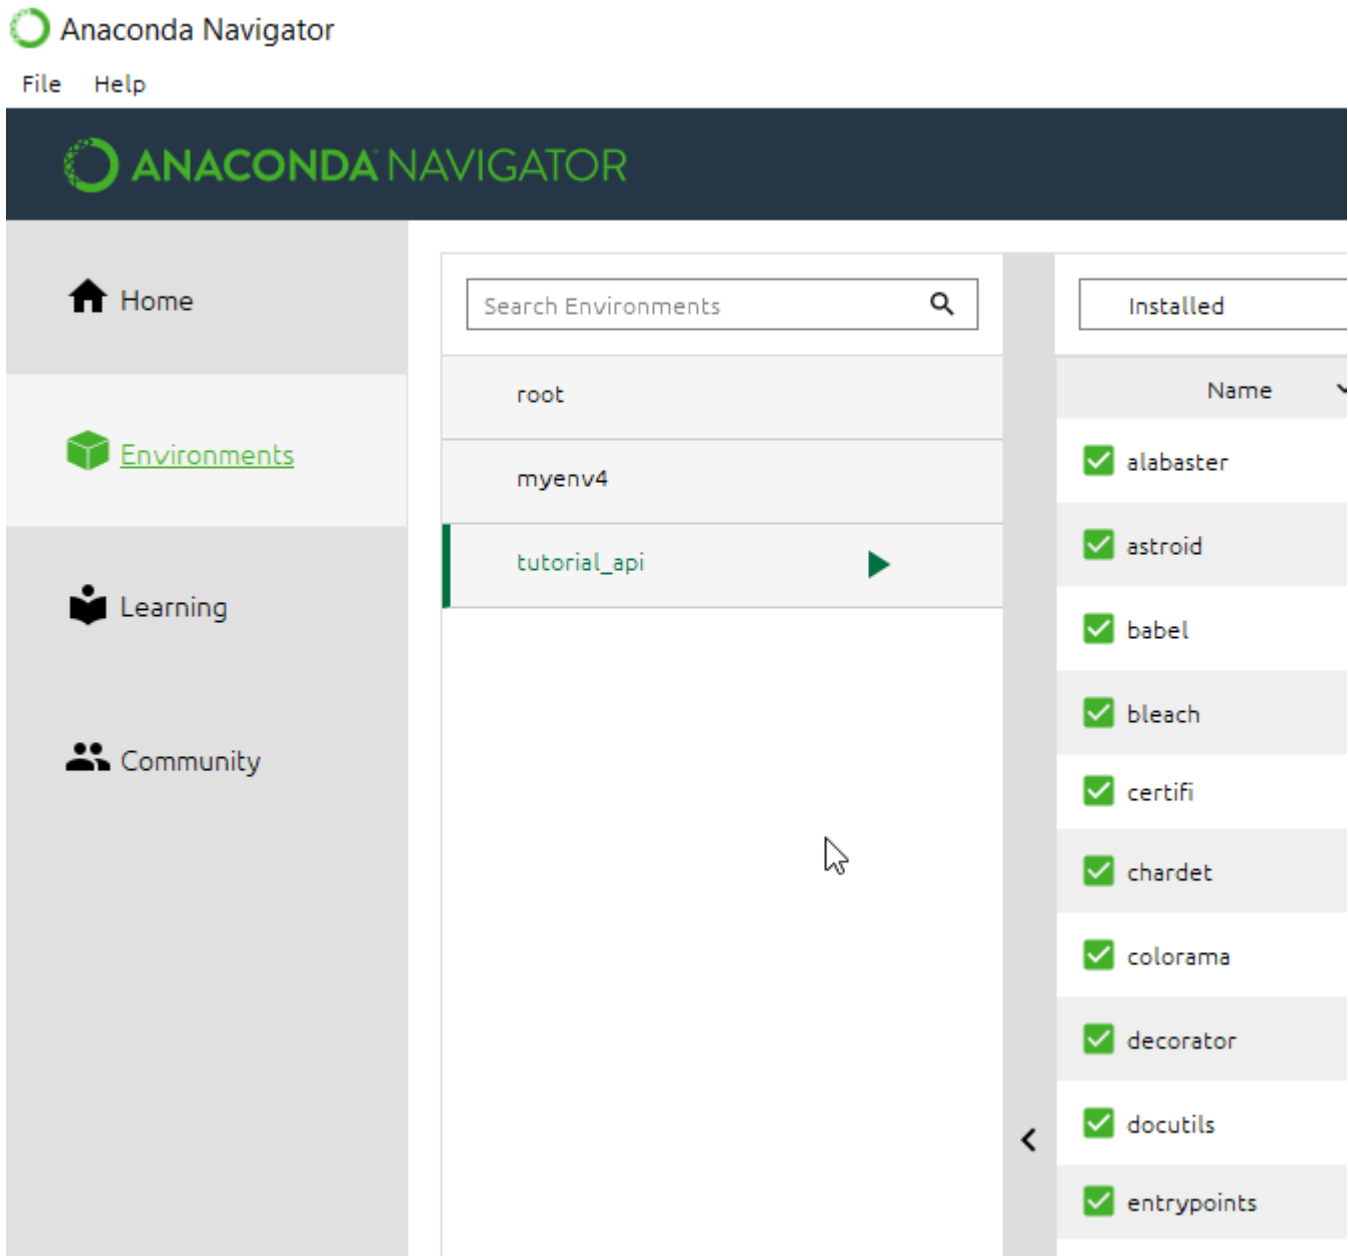 Anaconda Navigator
File Help
ANACONDA NAVIGATOR
Home
Environments
Learning
Community
Search Environments
root
myenv4
tutorial_api
Installed
Name
alabaster
astroid
babel
bleach
certifi
chardet
colorama
decorator
docutils
entrypoints